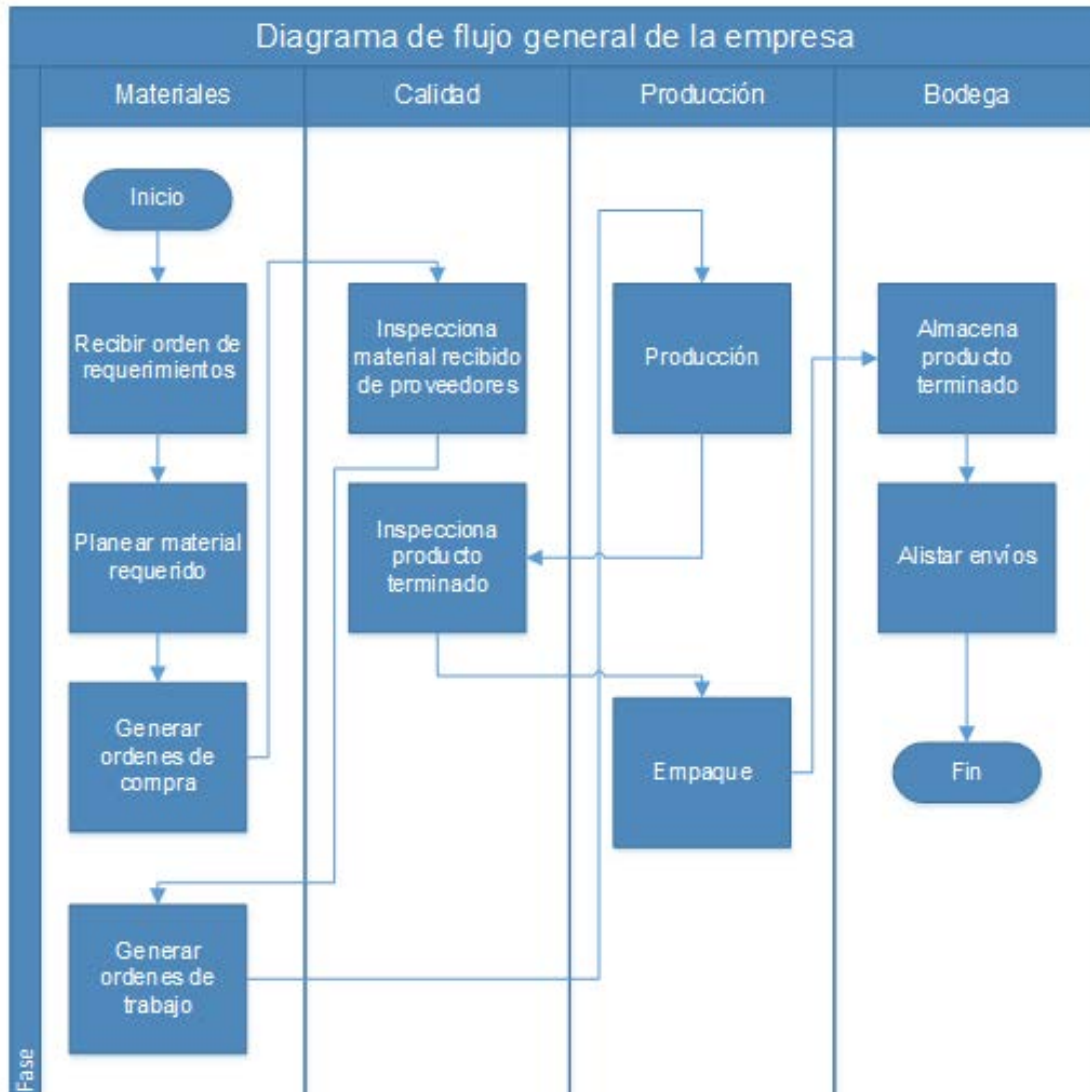 Diagrama de flujo general de la empresa
Materiales
Calidad
Producción
Bodega
Inicio
Recibir orden de
requerimientos
Planear material
requerido
Generar
ordenes de
compra
Generar
ordenes de
trabajo
Inspecciona
material recibido
de proveedores
Inspecciona
producto
terminado
Producción
Empaque
Almacena
producto
terminado
Alistar envíos
Fin
Fase